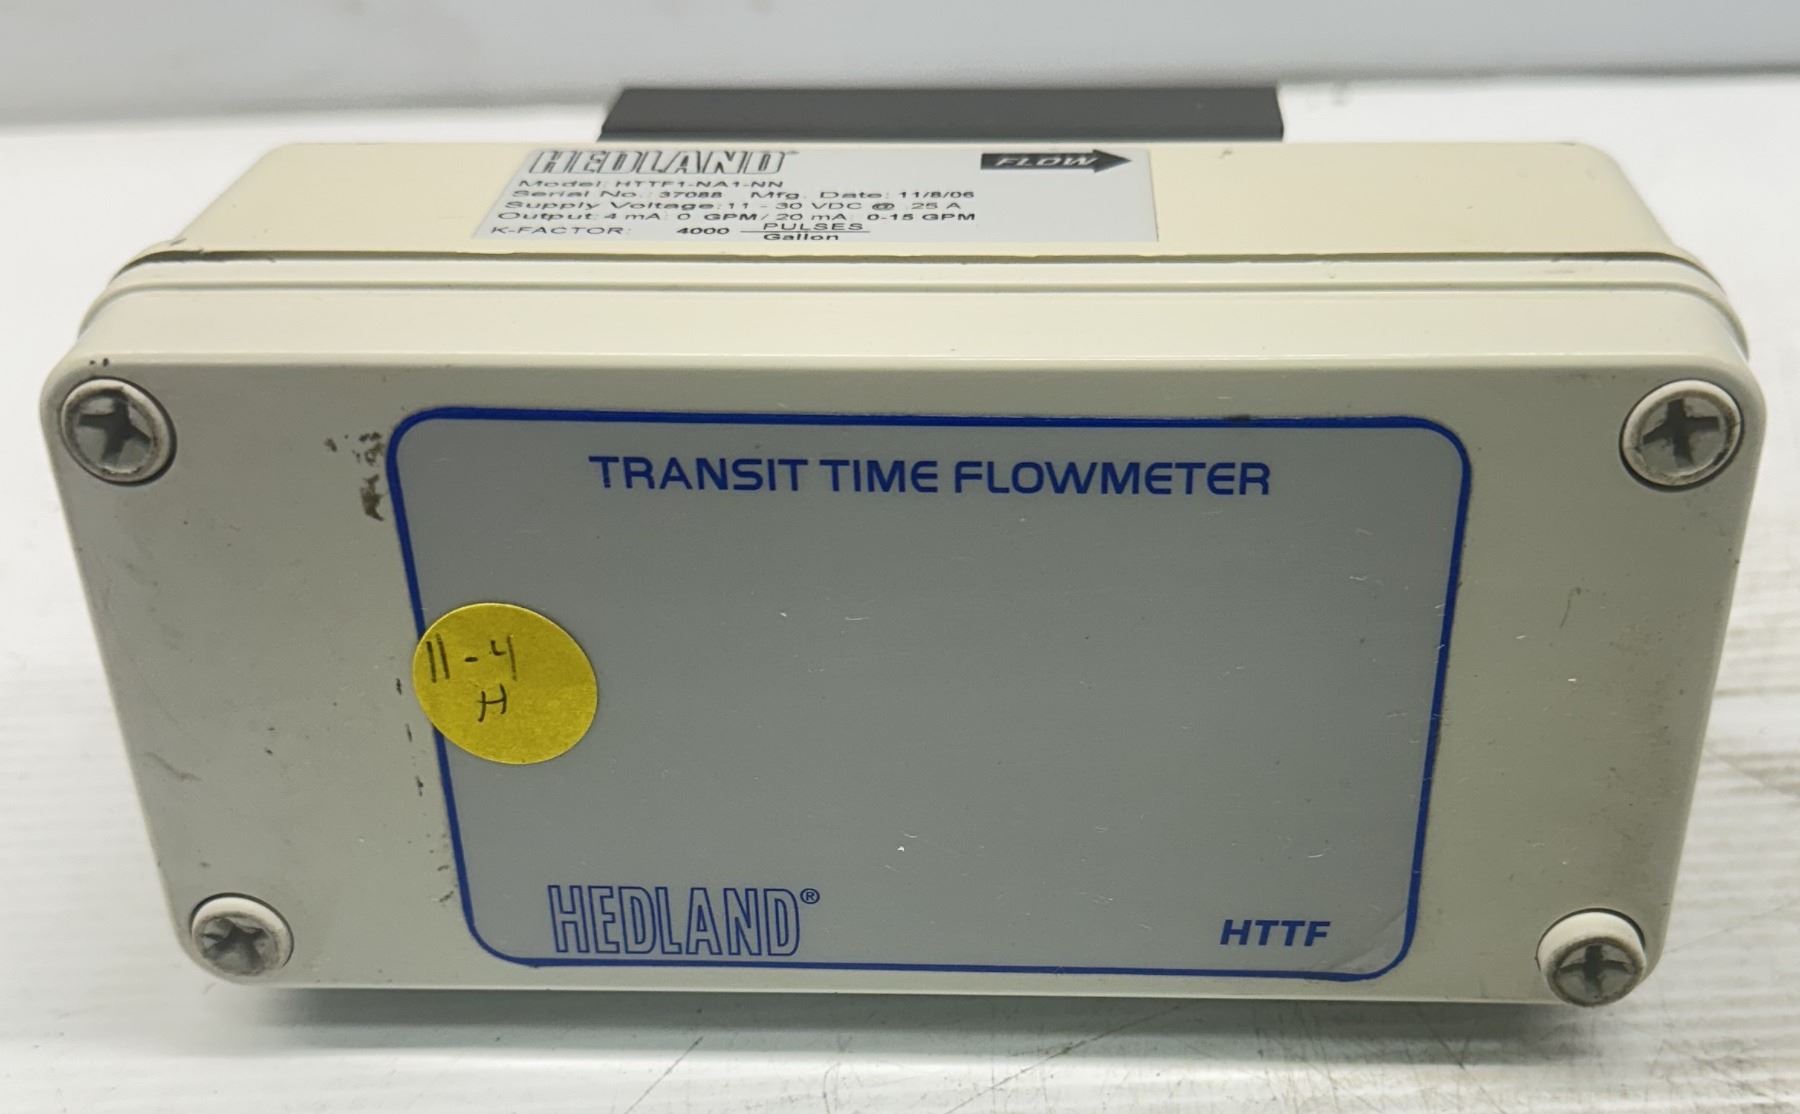 HEDLAND®
FLOW
Model: HTTF1-NA1-NN
Serial No.: 37088 Mfg. Date: 11/8/06
Supply Voltage: 11 - 30 VDC @ .25 A
Output: 4 mA: 0 GPM/ 20 mA: 0-15 GPM
K-FACTOR: 4000 PULSES
Gallon
TRANSIT TIME FLOWMETER
11-4
H
HEDLAND®
HTTF